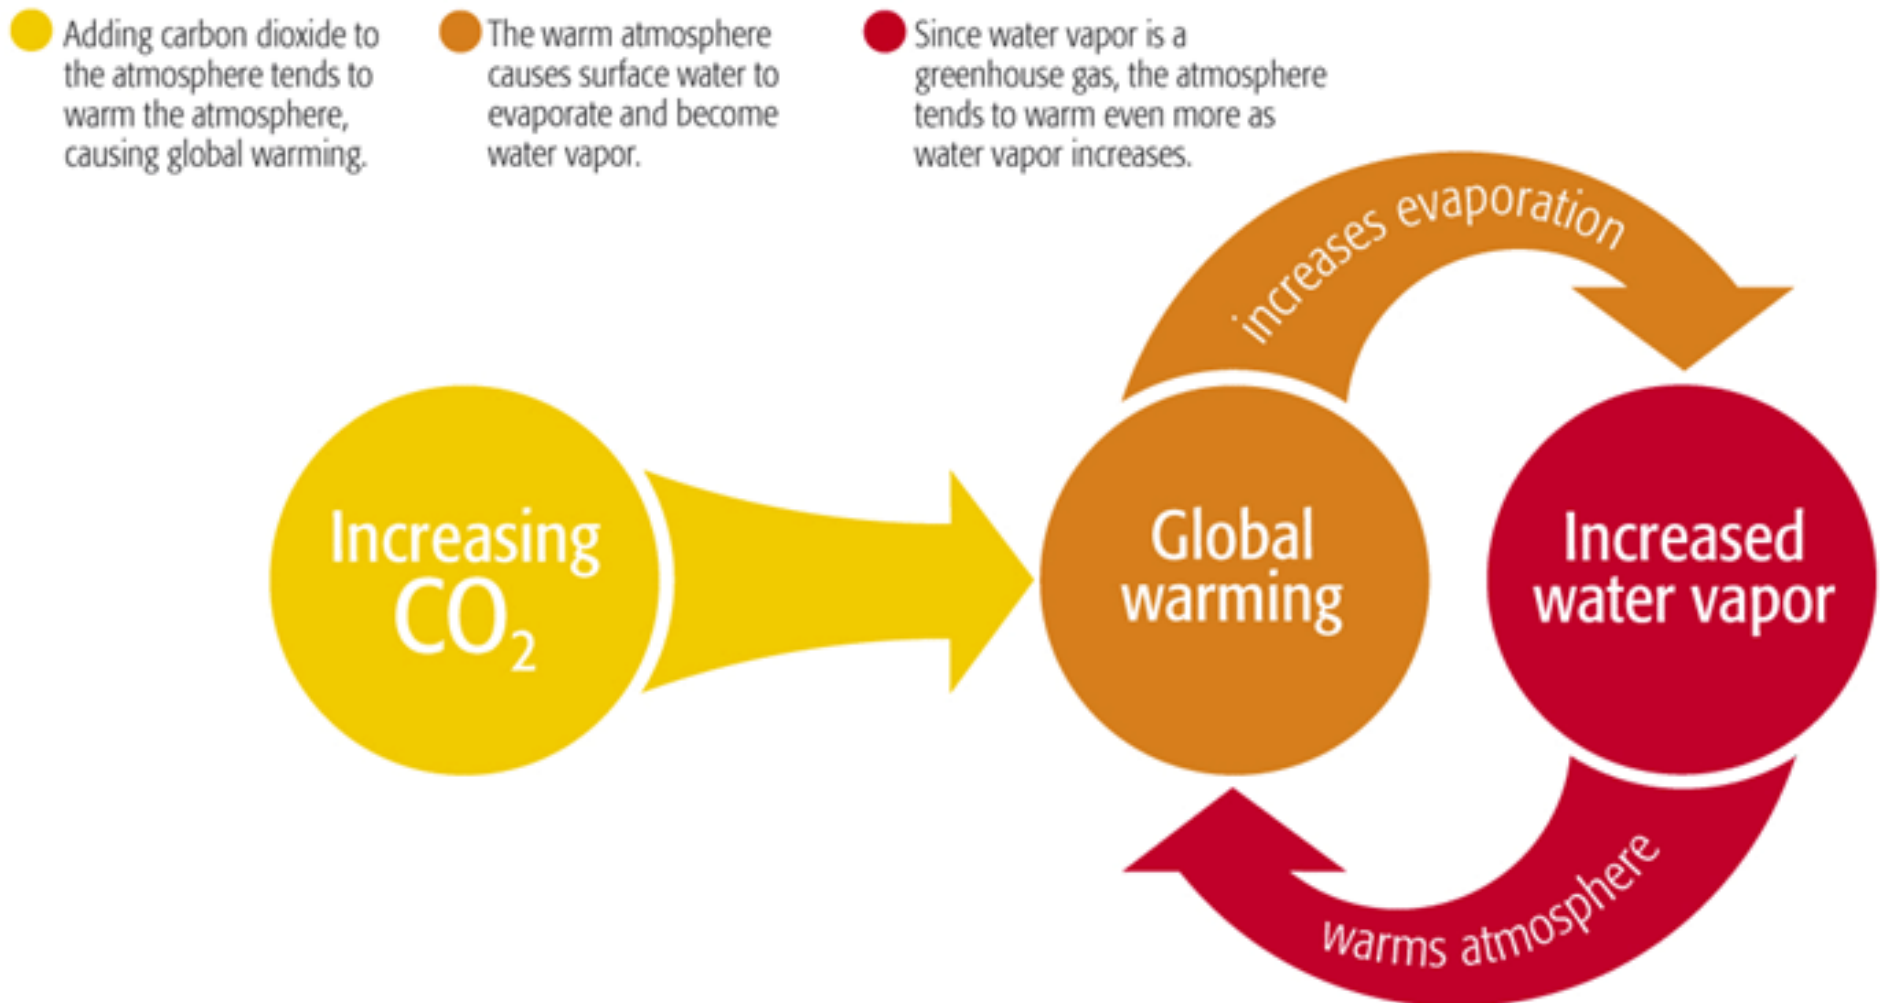 Adding carbon dioxide to
the atmosphere tends to
warm the atmosphere,
causing global warming.
The warm atmosphere
causes surface water to
evaporate and become
water vapor.
Since water vapor is a
greenhouse gas, the atmosphere
tends to warm even more as
water vapor increases.
increases evaporation
Increasing
CO₂
Global
warming
Increased
water vapor
warms atmosphere